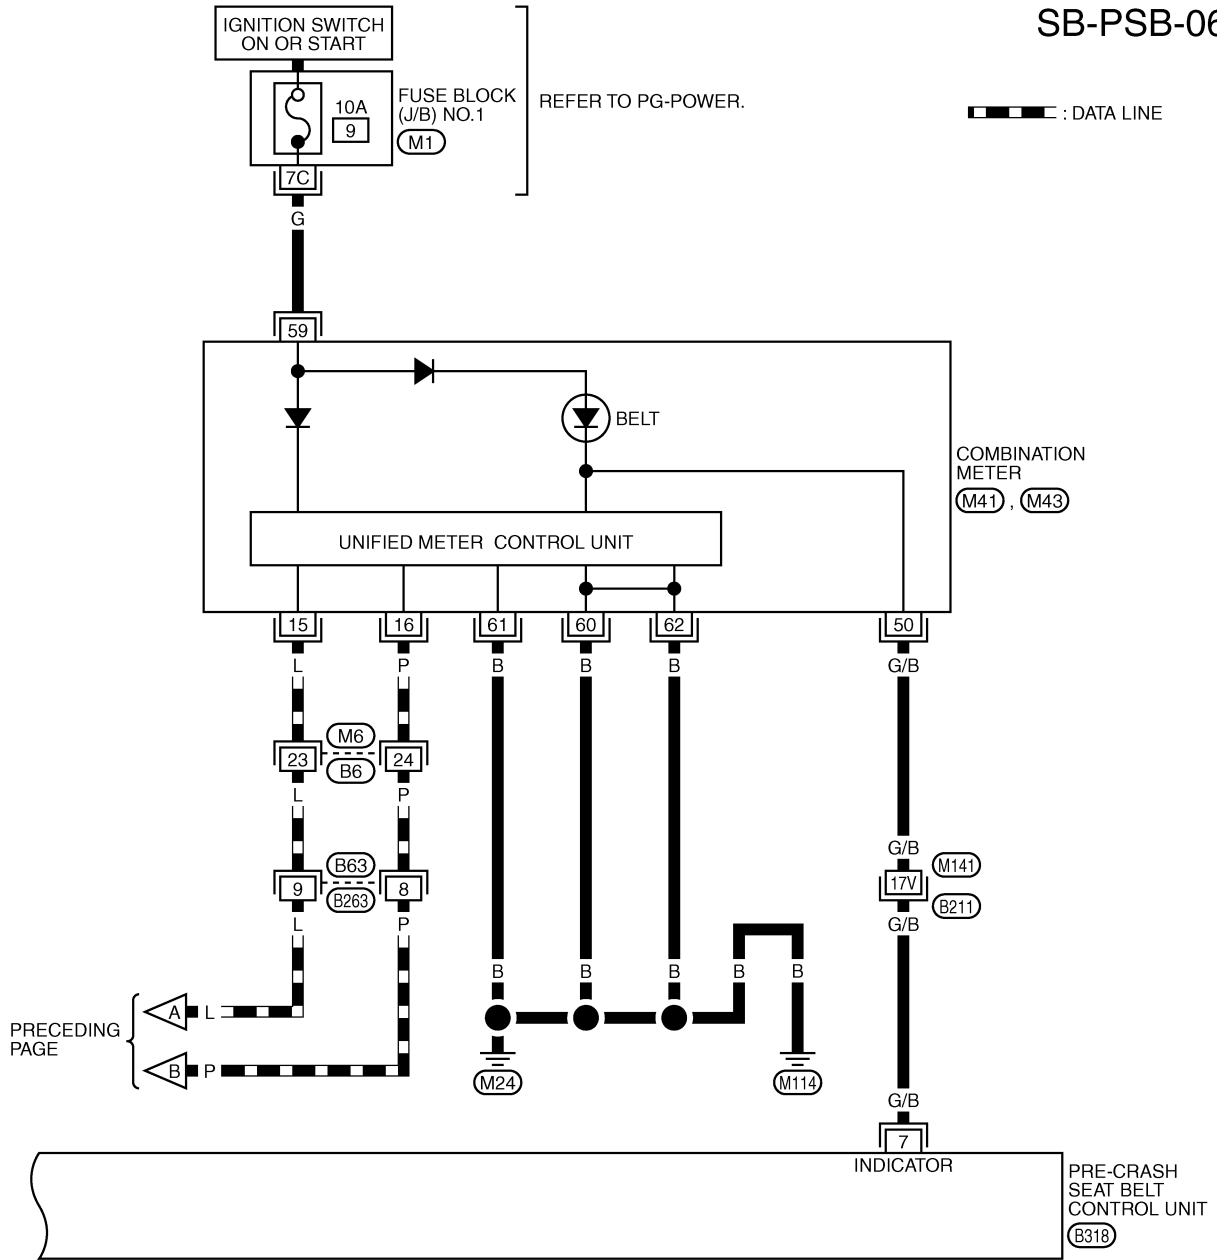 SB-PSB-06
IGNITION SWITCH
ON OR START
10A
9
FUSE BLOCK
(J/B) NO.1
M1
REFER TO PG-POWER.
: DATA LINE
7C
G
59
BELT
COMBINATION
METER
M41 , M43
UNIFIED METER CONTROL UNIT
15 16 61 60 62 50
L P B B B G/B
M6
23 24
B6
L P
G/B
B63
M141
9 8
17V
B263
B211
L P
G/B
B B B B B
PRECEDING
PAGE
A L
B P
M24
M114
G/B
7
INDICATOR
PRE-CRASH
SEAT BELT
CONTROL UNIT
B318